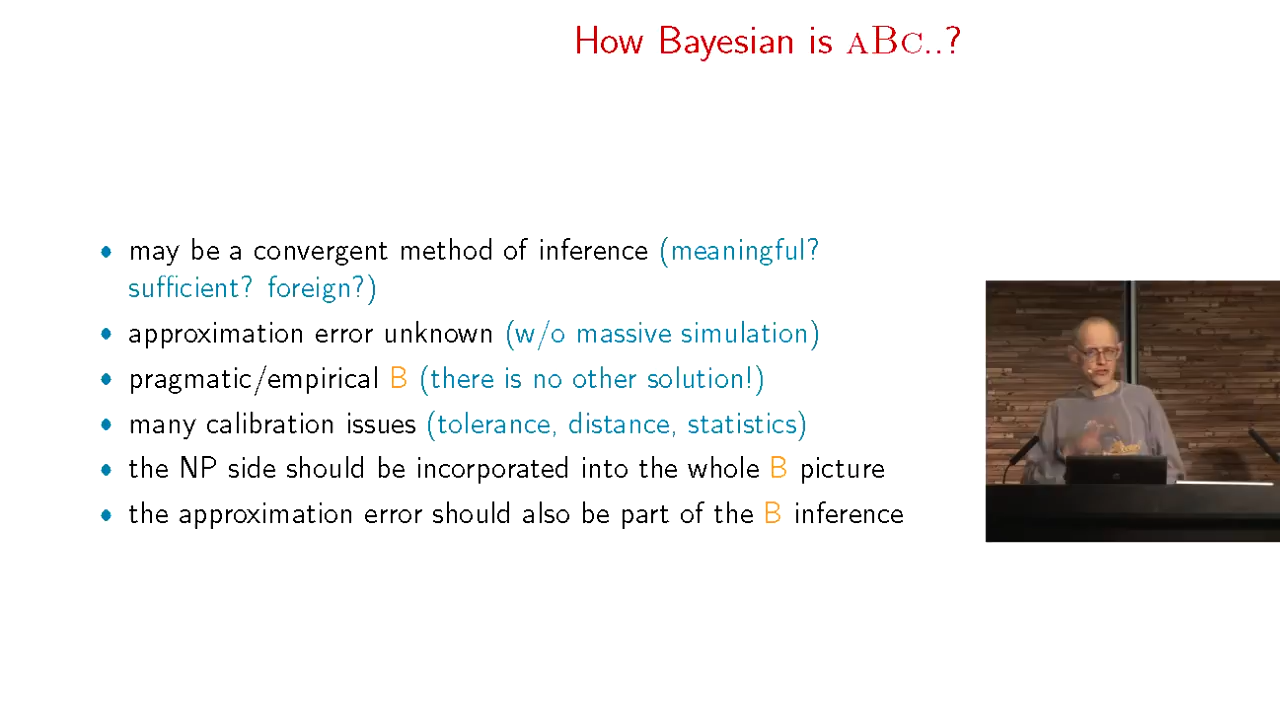 How Bayesian is ABC..?
• may be a convergent method of inference (meaningful?
sufficient? foreign?)
• approximation error unknown (w/o massive simulation)
• pragmatic/empirical B (there is no other solution!)
• many calibration issues (tolerance, distance, statistics)
• the NP side should be incorporated into the whole B picture
• the approximation error should also be part of the B inference